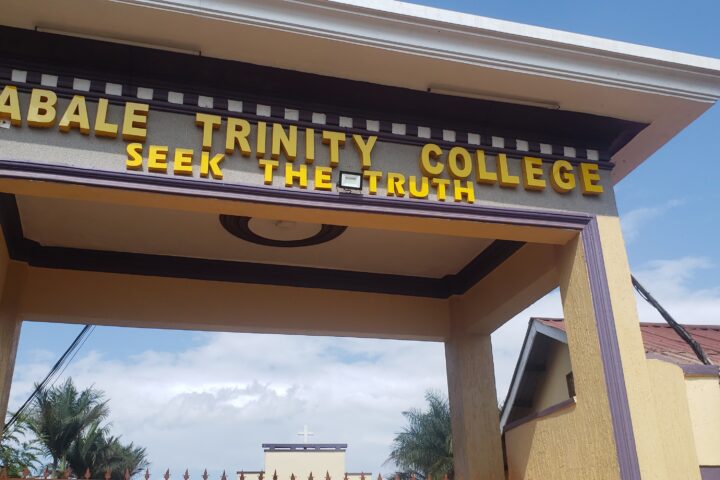 ABALE TRINITY COLLEGE
SEEK THE TRUTH